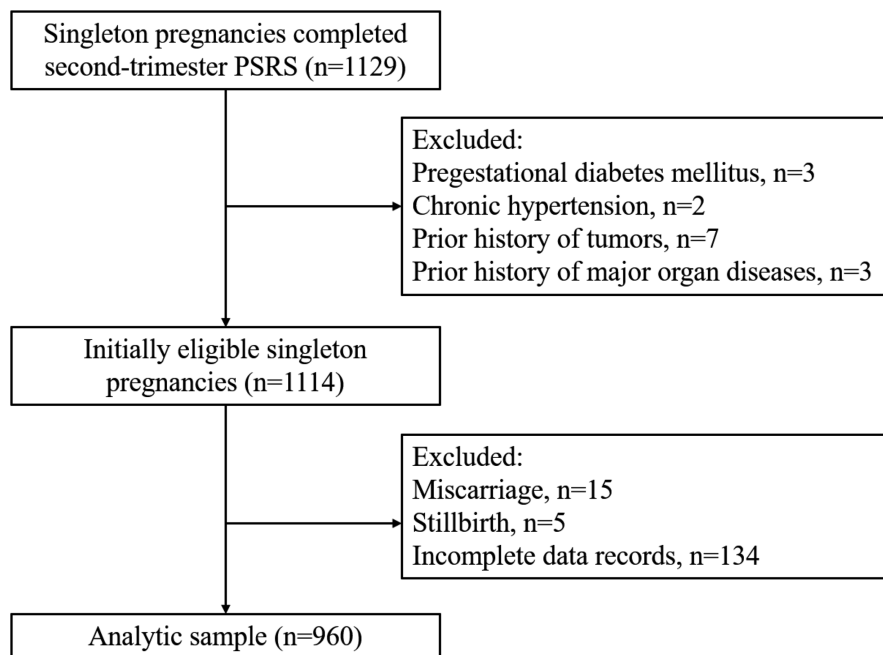 Singleton pregnancies completed
second-trimester PSRS (n=1129)
Excluded:
Pregestational diabetes mellitus, n=3
Chronic hypertension, n=2
Prior history of tumors, n=7
Prior history of major organ diseases, n=3
Initially eligible singleton
pregnancies (n=1114)
Excluded:
Miscarriage, n=15
Stillbirth, n=5
Incomplete data records, n=134
Analytic sample (n=960)